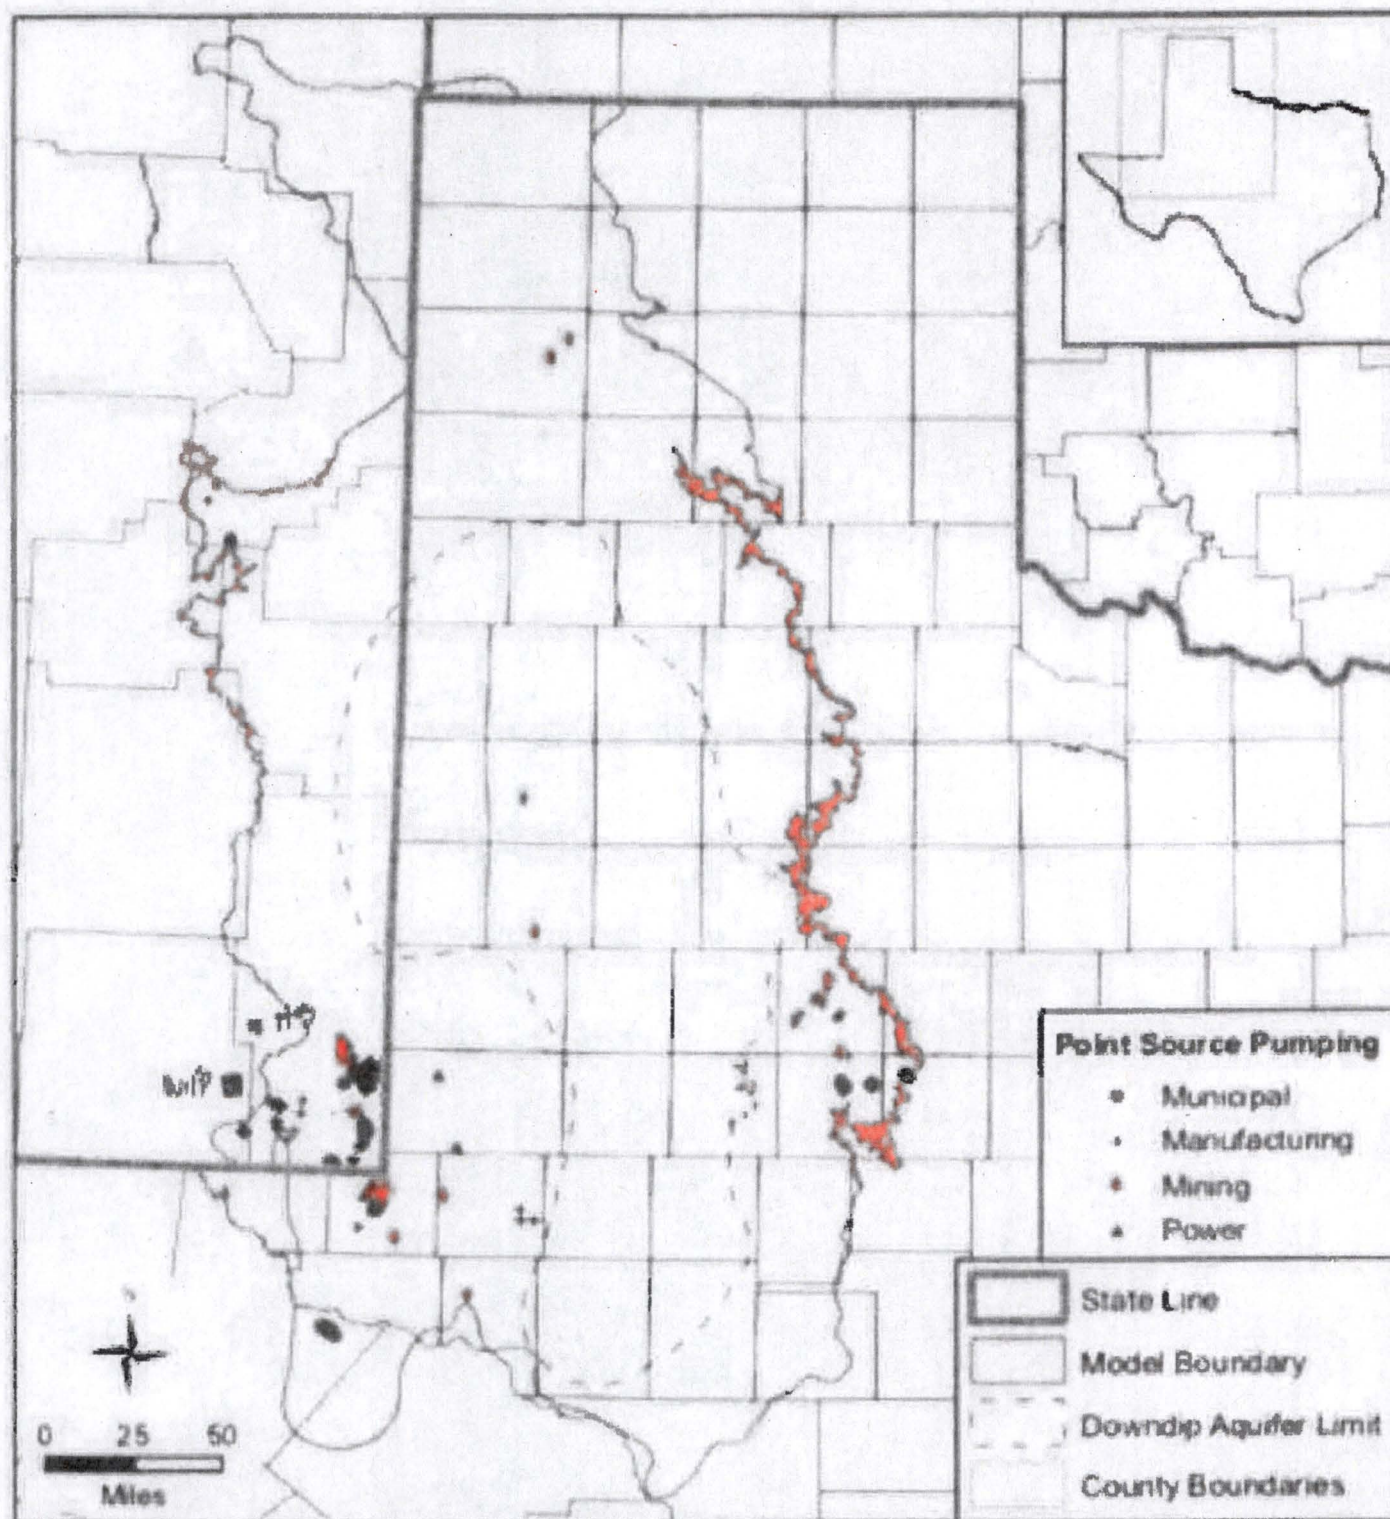 Point Source Pumping
Municipal
Manufacturing
Mining
Power
State Line
Model Boundary
Downdip Aquifer Limit
County Boundaries
0 25 50
Miles